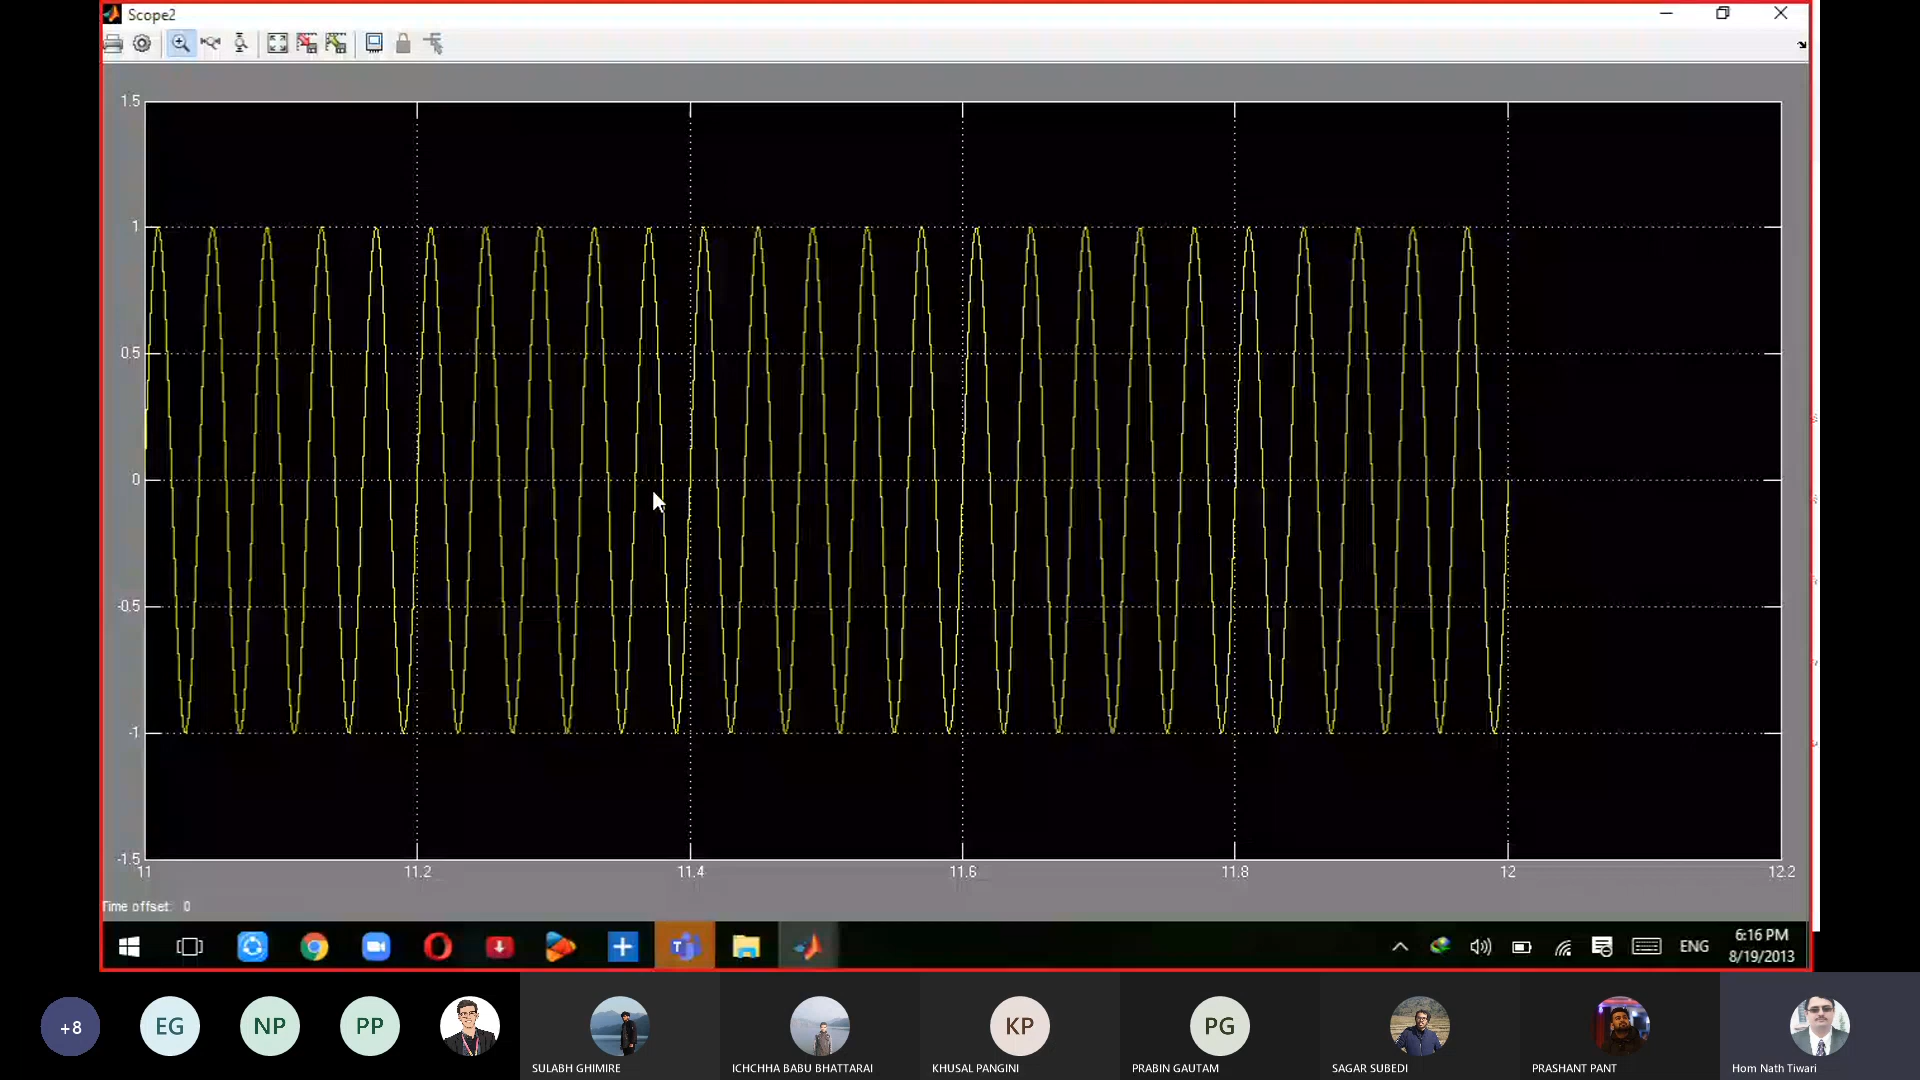 Scope2
1.5
1
0.5
0
-0.5
-1
-1.5
11
11.2
11.4
11.6
11.8
12
12.2
Time offset: 0
ENG
6:16 PM
8/19/2013
+8
EG
NP
PP
KP
PG
SULABH GHIMIRE
ICHCHHA BABU BHATTARAI
KHUSAL PANGINI
PRABIN GAUTAM
SAGAR SUBEDI
PRASHANT PANT
Hom Nath Tiwari